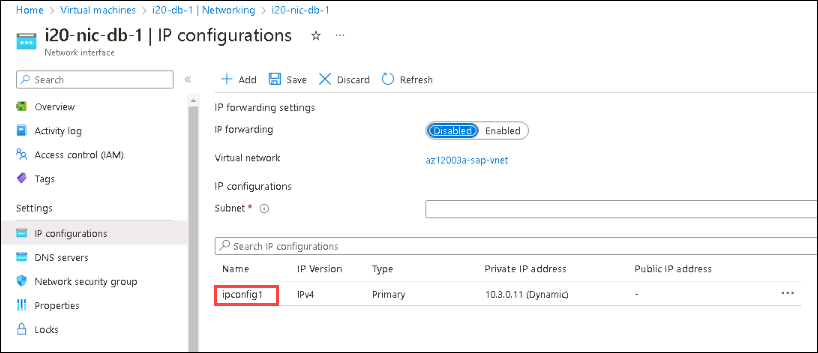 Home > Virtual machines > i20-db-1 | Networking > i20-nic-db-1
i20-nic-db-1 | IP configurations
Network interface
Search
Overview
Activity log
Access control (IAM)
Tags
Settings
IP configurations
DNS servers
Network security group
Properties
Locks
Add Save Discard Refresh
IP forwarding settings
IP forwarding Disabled Enabled
Virtual network az12003a-sap-vnet
IP configurations
Subnet *
Search IP configurations
Name IP Version Type Private IP address Public IP address
ipconfig1 IPv4 Primary 10.3.0.11 (Dynamic) -